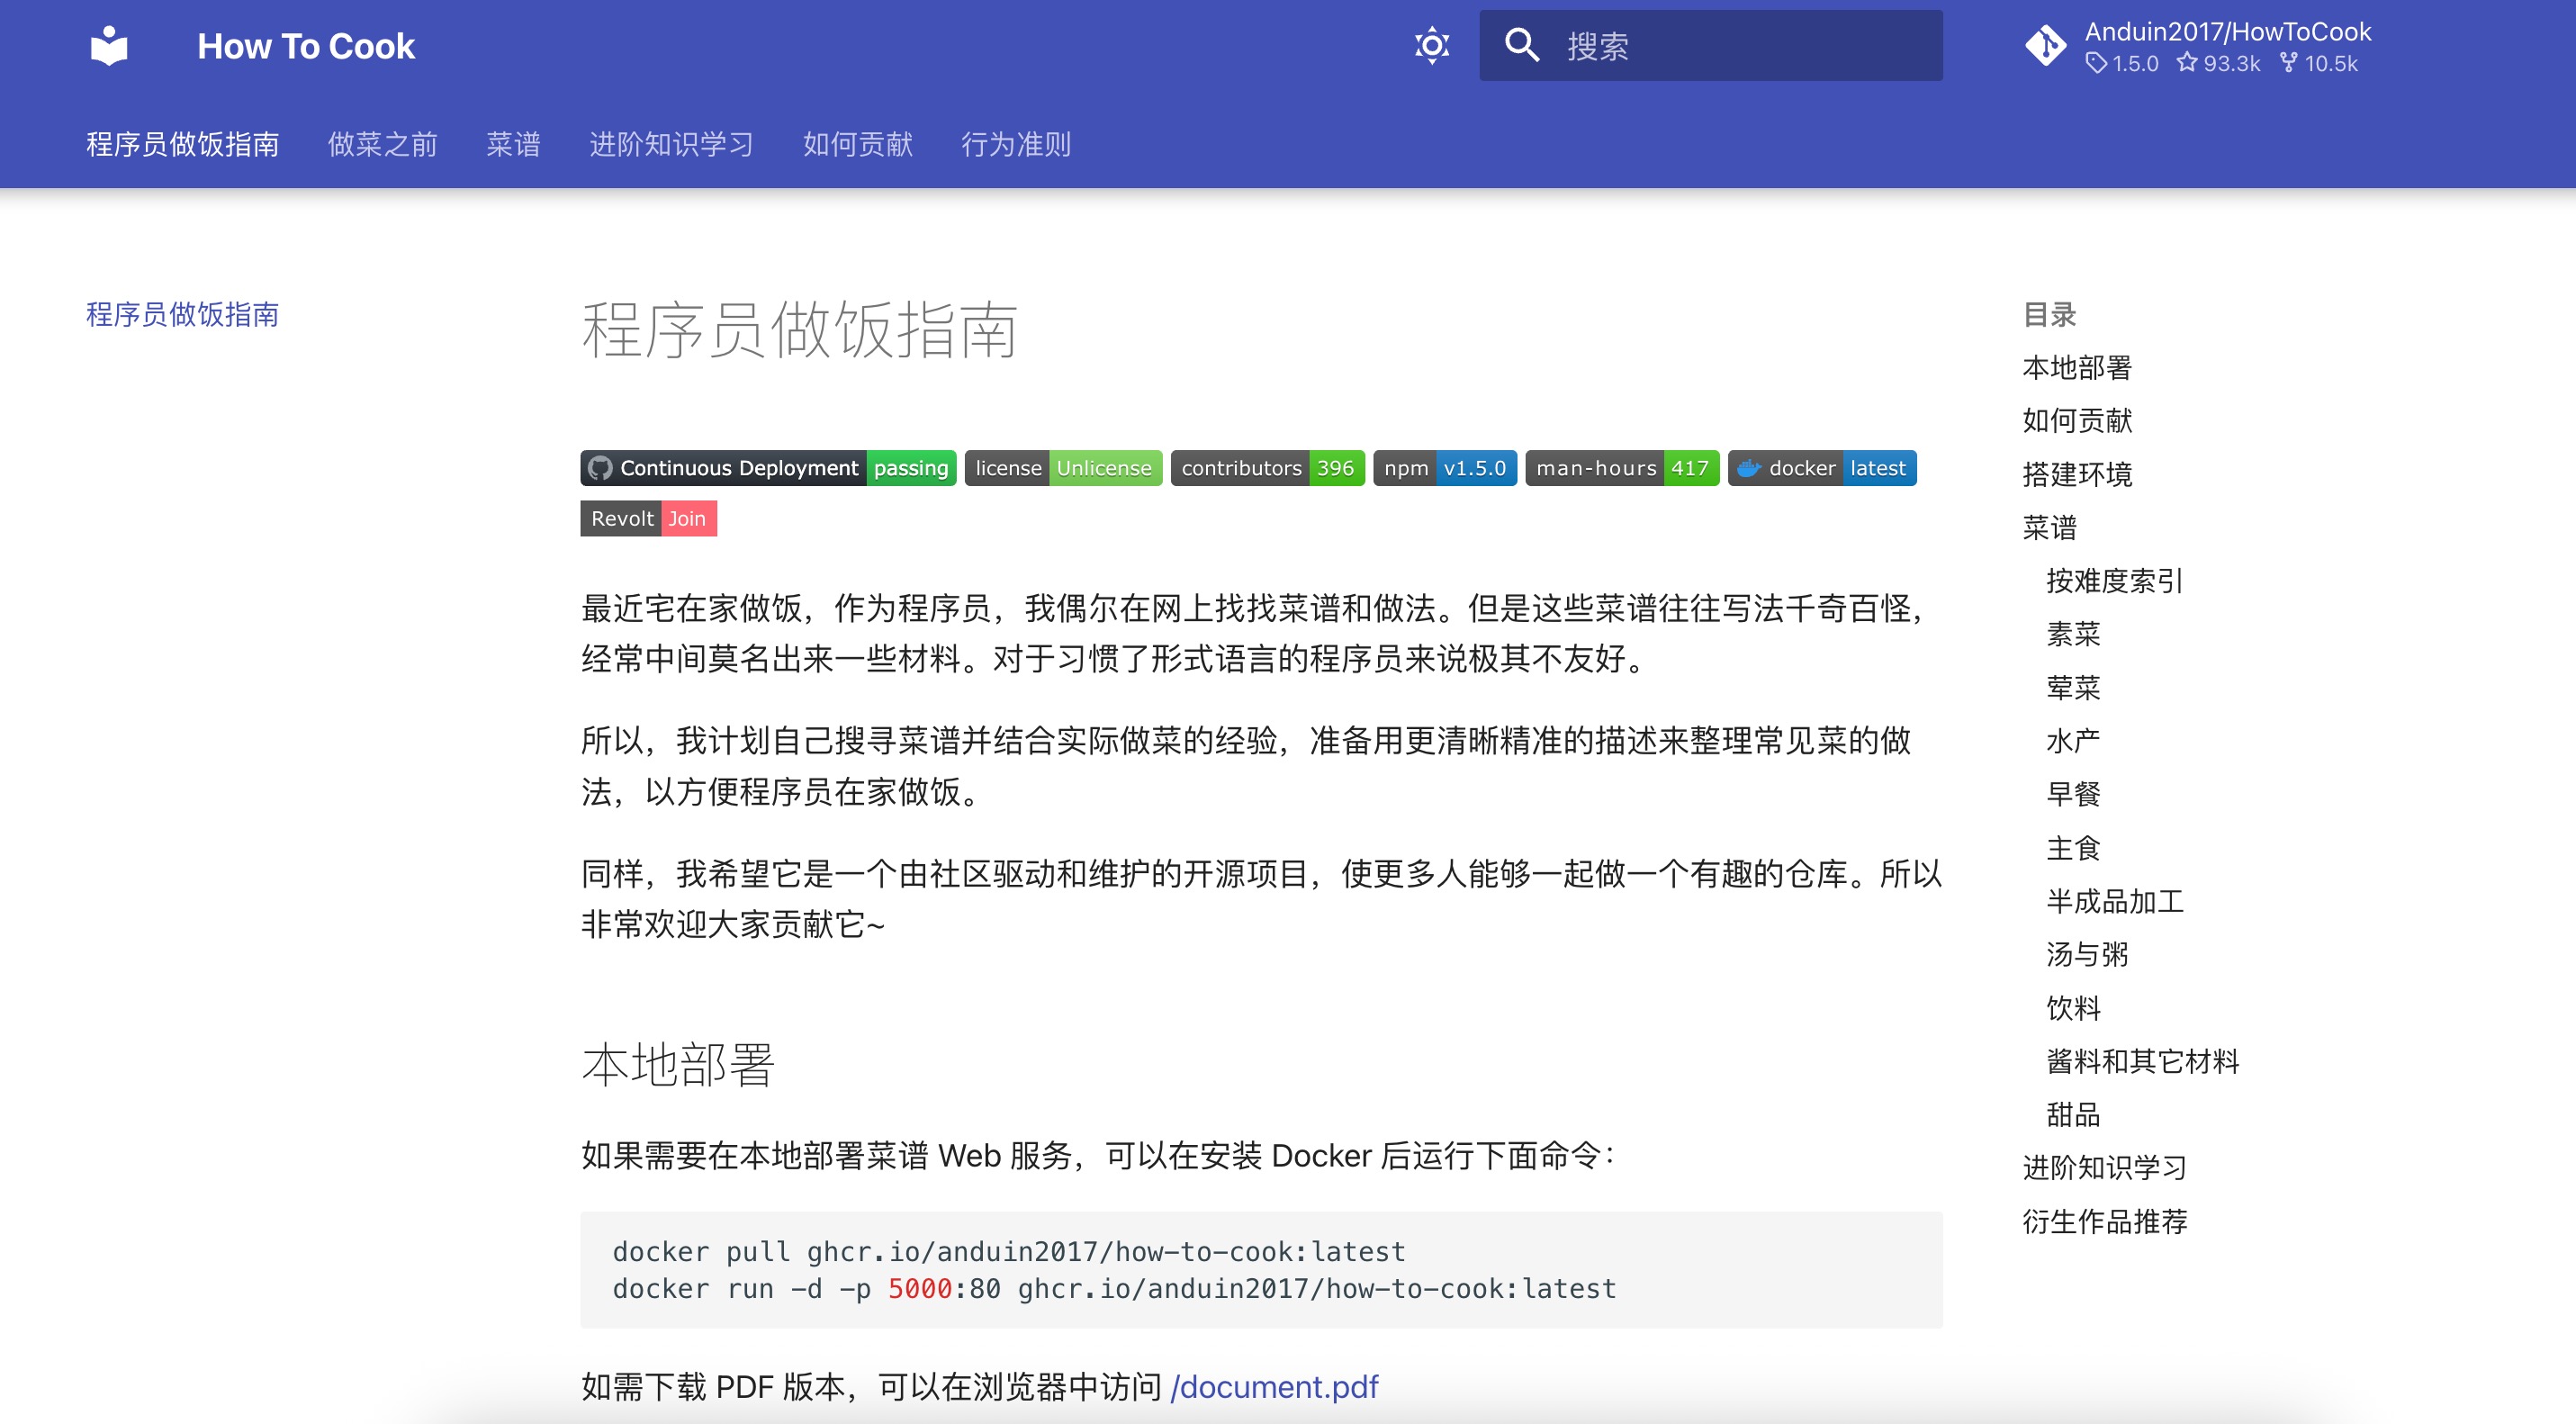 How To Cook
搜索
Anduin2017/HowToCook
1.5.0 93.3k 10.5k
程序员做饭指南 做菜之前 菜谱 进阶知识学习 如何贡献 行为准则
程序员做饭指南
程序员做饭指南
Continuous Deployment passing license Unlicense contributors 396 npm v1.5.0 man-hours 417 docker latest
Revolt Join
最近宅在家做饭，作为程序员，我偶尔在网上找找菜谱和做法。但是这些菜谱往往写法千奇百怪，
经常中间莫名出来一些材料。对于习惯了形式语言的程序员来说极其不友好。
所以，我计划自己搜寻菜谱并结合实际做菜的经验，准备用更清晰精准的描述来整理常见菜的做
法，以方便程序员在家做饭。
同样，我希望它是一个由社区驱动和维护的开源项目，使更多人能够一起做一个有趣的仓库。所以
非常欢迎大家贡献它~
本地部署
如果需要在本地部署菜谱 Web 服务，可以在安装 Docker 后运行下面命令：
docker pull ghcr.io/anduin2017/how-to-cook:latest
docker run -d -p 5000:80 ghcr.io/anduin2017/how-to-cook:latest
如需下载 PDF 版本，可以在浏览器中访问 /document.pdf
目录
本地部署
如何贡献
搭建环境
菜谱
按难度索引
素菜
荤菜
水产
早餐
主食
半成品加工
汤与粥
饮料
酱料和其它材料
甜品
进阶知识学习
衍生作品推荐